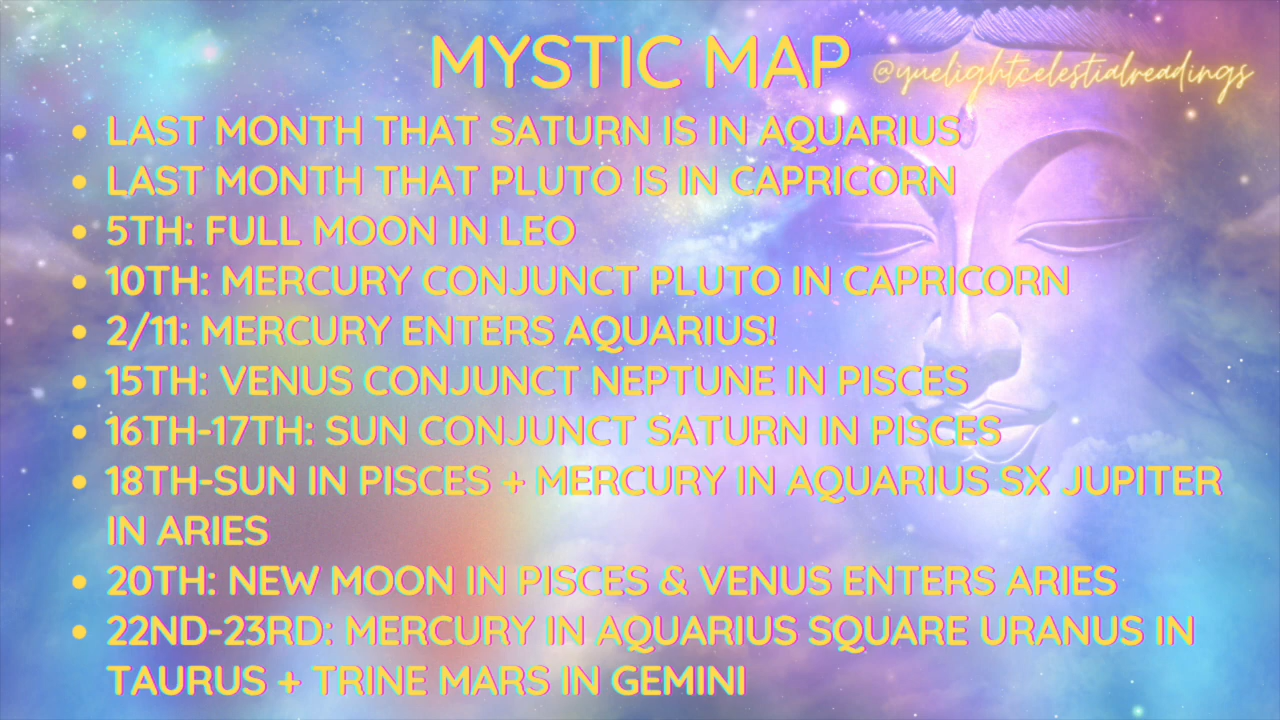 MYSTIC MAP
@yuelightcelestialreadings
• LAST MONTH THAT SATURN IS IN AQUARIUS
• LAST MONTH THAT PLUTO IS IN CAPRICORN
• 5TH: FULL MOON IN LEO
• 10TH: MERCURY CONJUNCT PLUTO IN CAPRICORN
• 2/11: MERCURY ENTERS AQUARIUS!
• 15TH: VENUS CONJUNCT NEPTUNE IN PISCES
• 16TH-17TH: SUN CONJUNCT SATURN IN PISCES
• 18TH-SUN IN PISCES + MERCURY IN AQUARIUS SX JUPITER
IN ARIES
• 20TH: NEW MOON IN PISCES & VENUS ENTERS ARIES
• 22ND-23RD: MERCURY IN AQUARIUS SQUARE URANUS IN
TAURUS + TRINE MARS IN GEMINI